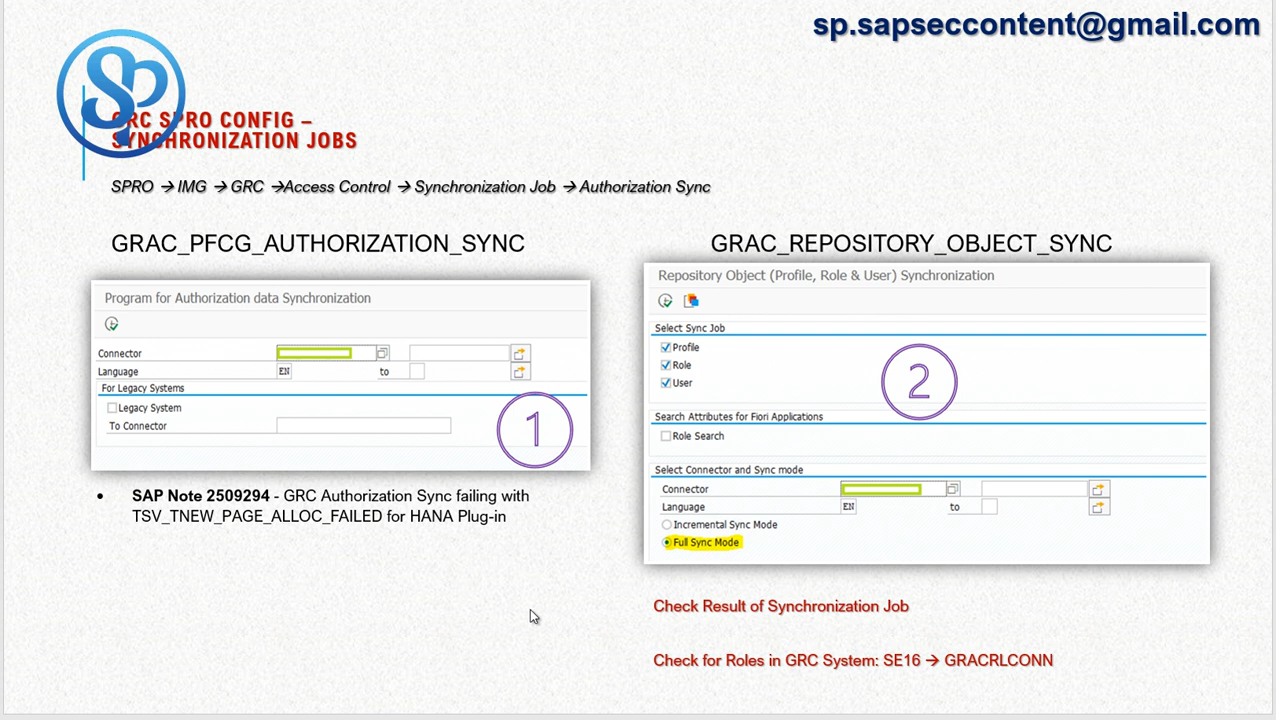 sp.sapseccontent@gmail.com
Sp
GRC SPRO CONFIG –
SYNCHRONIZATION JOBS
SPRO → IMG → GRC →Access Control → Synchronization Job → Authorization Sync
GRAC_PFCG_AUTHORIZATION_SYNC
Program for Authorization data Synchronization
Connector
Language EN to
For Legacy Systems
Legacy System
To Connector
1
• SAP Note 2509294 - GRC Authorization Sync failing with
TSV_TNEW_PAGE_ALLOC_FAILED for HANA Plug-in
GRAC_REPOSITORY_OBJECT_SYNC
Repository Object (Profile, Role & User) Synchronization
Select Sync Job
Profile
Role
User
2
Search Attributes for Fiori Applications
Role Search
Select Connector and Sync mode
Connector
Language EN to
Incremental Sync Mode
Full Sync Mode
Check Result of Synchronization Job
Check for Roles in GRC System: SE16 → GRACRLCONN